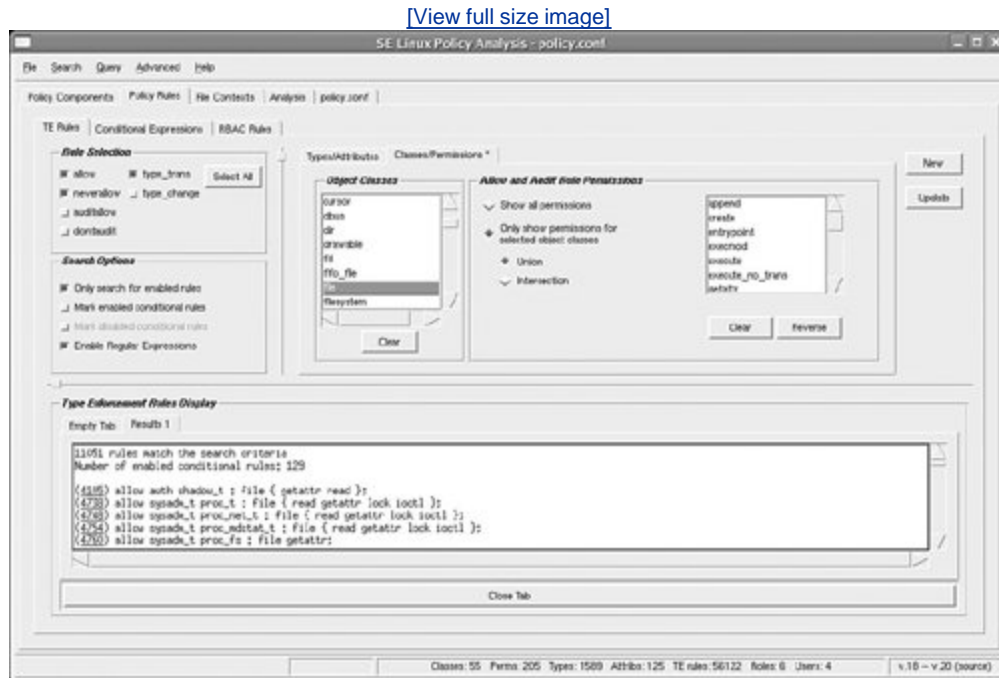 [View full size image]
SE Linux Policy Analysis - policy.conf
File Search Query Advanced Help
Policy Components Policy Rules File Contexts Analysis policy.conf
TE Rules Conditional Expressions RBAC Rules
Rule Selection
allow type_trans Select All
neverallow type_change
auditallow
dontaudit
Search Options
Only search for enabled rules
Mark enabled conditional rules
Mark disabled conditional rules
Enable Regular Expressions
Types/Attributes Classes/Permissions *
Object Classes
cursor
dbus
dir
drawable
fd
fifo_file
file
filesystem
Clear
Allow and Audit Rule Permissions
Show all permissions
Only show permissions for
selected object classes
Union
Intersection
append
create
entrypoint
execmod
execute
execute_no_trans
getattr
Clear Reverse
New
Update
Type Enforcement Rules Display
Empty Tab Results 1
11051 rules match the search criteria
Number of enabled conditional rules: 129
allow auth shadow_t : file { getattr read };
(4738) allow sysadm_t proc_t : file { read getattr lock ioctl };
(4748) allow sysadm_t proc_net_t : file { read getattr lock ioctl };
(4754) allow sysadm_t proc_mdstat_t : file { read getattr lock ioctl };
(4760) allow sysadm_t proc_fs : file getattr;
Close Tab
Classes: 55 Perms: 205 Types: 1589 Attribs: 125 TE rules: 56122 Roles: 6 Users: 4 v.18 -- v.20 (source)